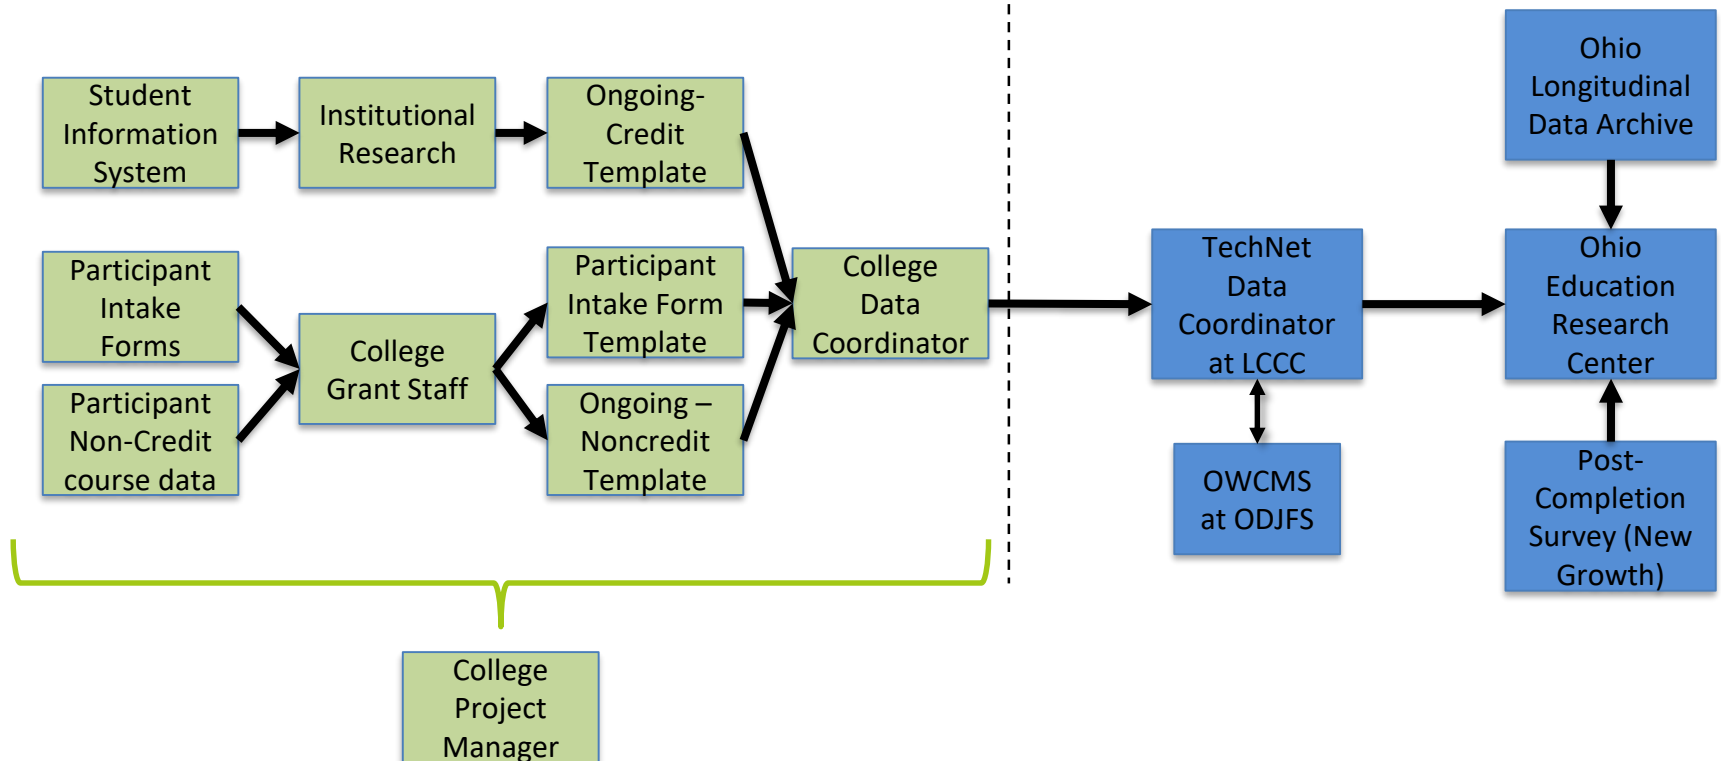 Student
Information
System
Institutional
Research
Ongoing-
Credit
Template
Participant
Intake
Forms
Participant
Non-Credit
course data
College
Grant Staff
Participant
Intake Form
Template
Ongoing –
Noncredit
Template
College
Data
Coordinator
College
Project
Manager
TechNet
Data
Coordinator
at LCCC
OWCMS
at ODJFS
Ohio
Longitudinal
Data Archive
Ohio
Education
Research
Center
Post-
Completion
Survey (New
Growth)